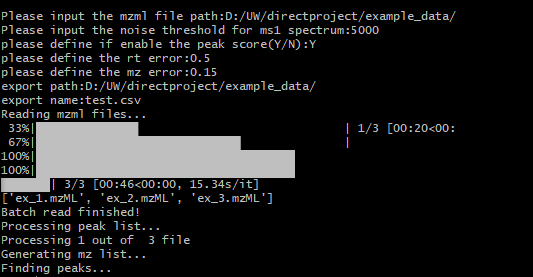 Please input the mzml file path:D:/UW/directproject/example_data/
Please input the noise threshold for ms1 spectrum:5000
please define if enable the peak score(Y/N):Y
please define the rt error:0.5
please define the mz error:0.15
export path:D:/UW/directproject/example_data/
export name:test.csv
Reading mzml files...
33%| | 1/3 [00:20<00:
67%| |
100%|
100%|
| 3/3 [00:46<00:00, 15.34s/it]
['ex_1.mzML', 'ex_2.mzML', 'ex_3.mzML']
Batch read finished!
Processing peak list...
Processing 1 out of  3 file
Generating mz list...
Finding peaks...